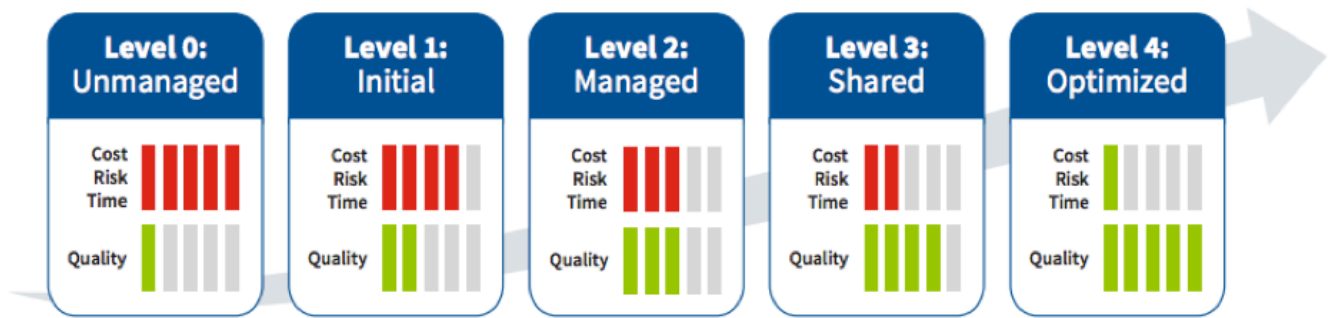 Level 0:
Unmanaged
Cost
Risk
Time
Quality
Level 1:
Initial
Cost
Risk
Time
Quality
Level 2:
Managed
Cost
Risk
Time
Quality
Level 3:
Shared
Cost
Risk
Time
Quality
Level 4:
Optimized
Cost
Risk
Time
Quality